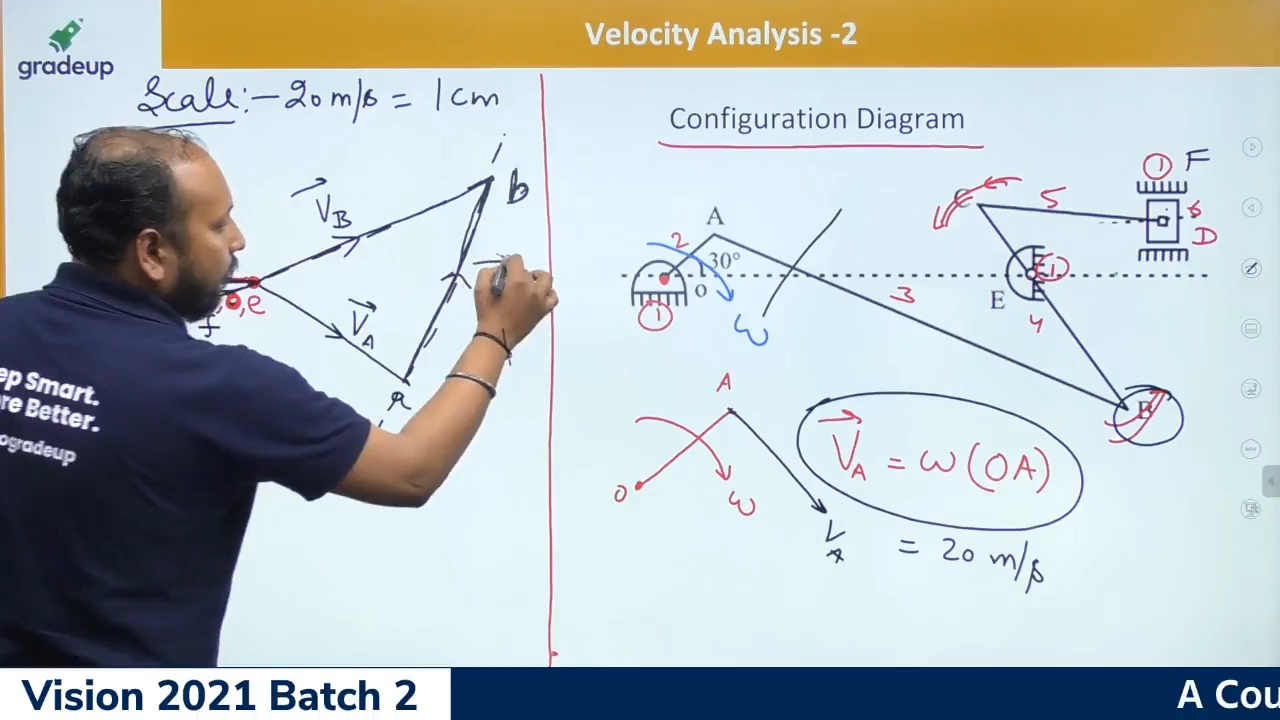 gradeup
Velocity Analysis -2
Scale:- 20 m/s = 1 cm
Configuration Diagram
1 F
C 5
6
D
A
2
30°
O
1
ω
3
E 1
4
B
i
b
V_B
o, e
f
V_A
a
A
O
ω
V_A
V_A = ω (OA)
= 20 m/s
ep Smart.
re Better.
ogradeup
Vision 2021 Batch 2
A Cou